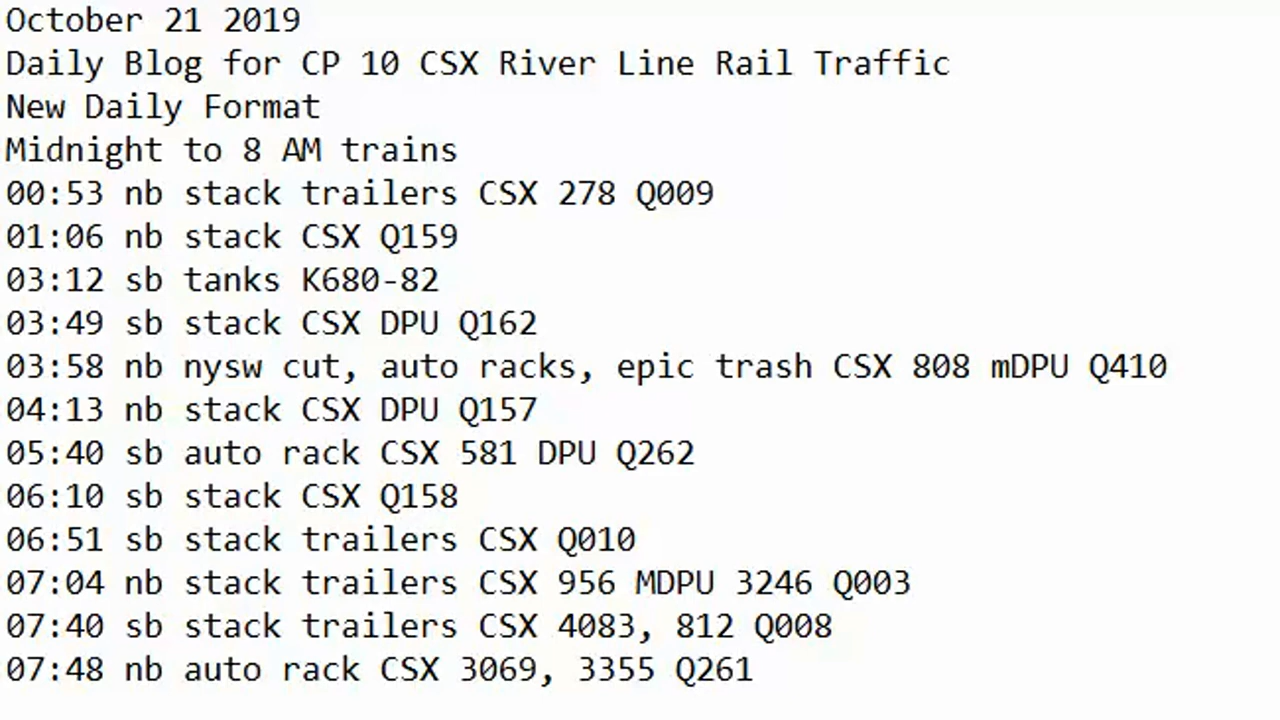 October 21 2019
Daily Blog for CP 10 CSX River Line Rail Traffic
New Daily Format
Midnight to 8 AM trains
00:53 nb stack trailers CSX 278 Q009
01:06 nb stack CSX Q159
03:12 sb tanks K680-82
03:49 sb stack CSX DPU Q162
03:58 nb nysw cut, auto racks, epic trash CSX 808 mDPU Q410
04:13 nb stack CSX DPU Q157
05:40 sb auto rack CSX 581 DPU Q262
06:10 sb stack CSX Q158
06:51 sb stack trailers CSX Q010
07:04 nb stack trailers CSX 956 MDPU 3246 Q003
07:40 sb stack trailers CSX 4083, 812 Q008
07:48 nb auto rack CSX 3069, 3355 Q261